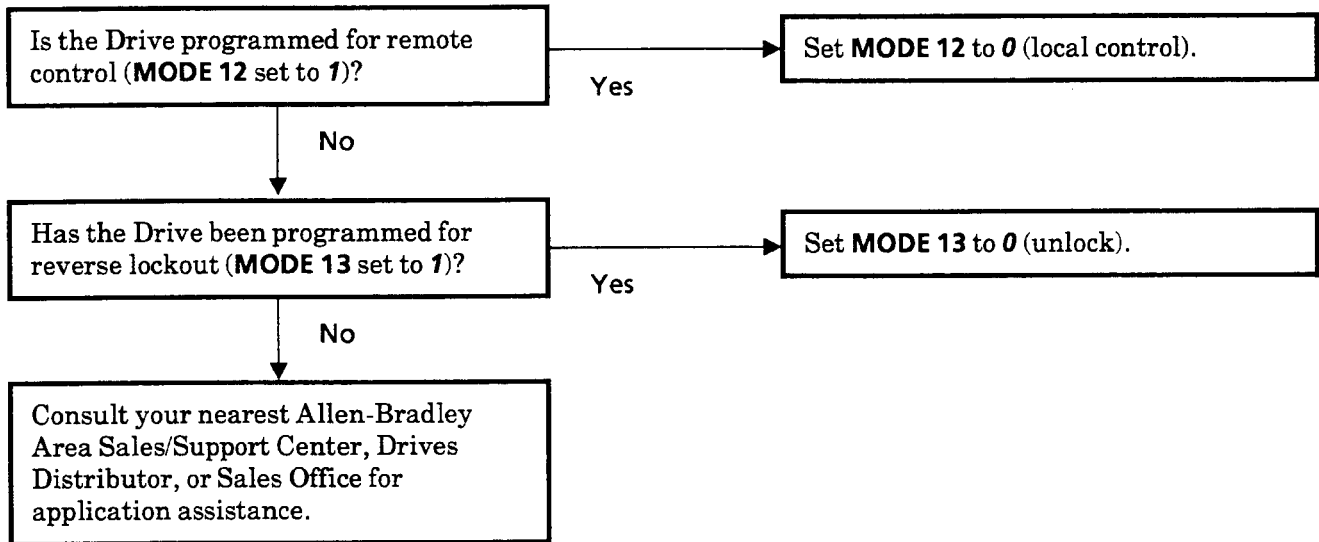 Is the Drive programmed for remote
control (MODE 12 set to 1)?
Yes
Set MODE 12 to 0 (local control).
No
Has the Drive been programmed for
reverse lockout (MODE 13 set to 1)?
Yes
Set MODE 13 to 0 (unlock).
No
Consult your nearest Allen-Bradley
Area Sales/Support Center, Drives
Distributor, or Sales Office for
application assistance.